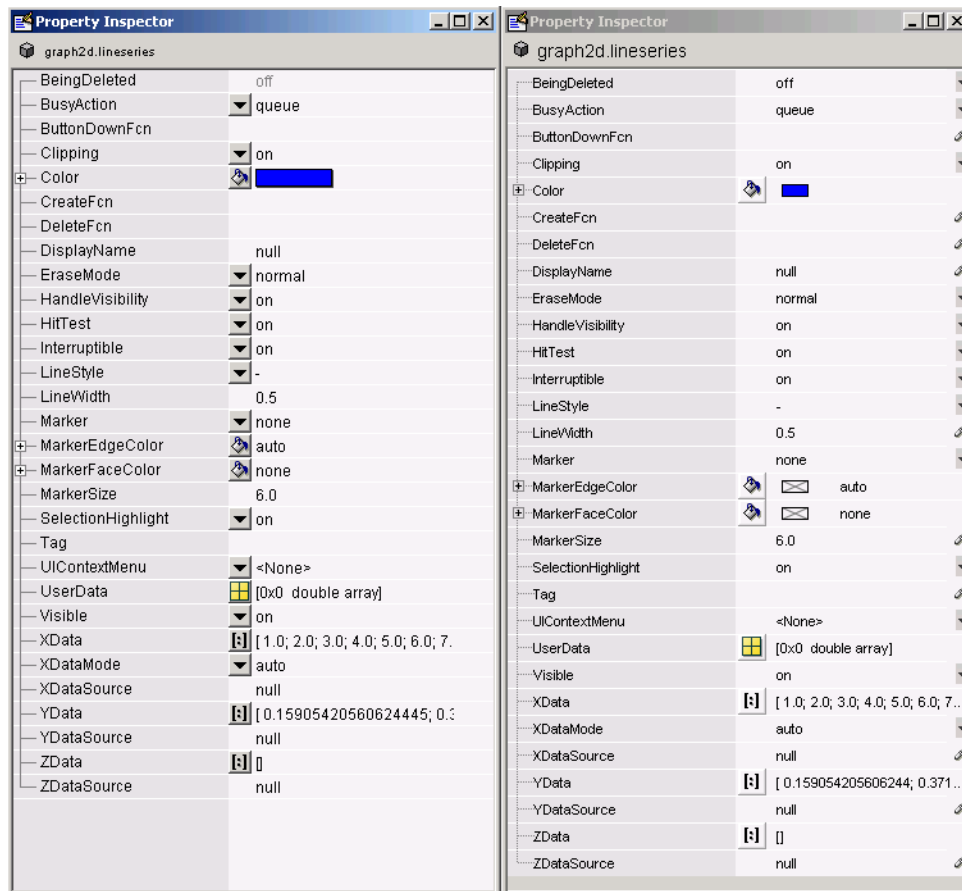 Property Inspector
graph2d.lineseries
BeingDeleted off
BusyAction queue
ButtonDownFcn
Clipping on
Color
CreateFcn
DeleteFcn
DisplayName null
EraseMode normal
HandleVisibility on
HitTest on
Interruptible on
LineStyle -
LineWidth 0.5
Marker none
MarkerEdgeColor auto
MarkerFaceColor none
MarkerSize 6.0
SelectionHighlight on
Tag
UIContextMenu <None>
UserData [0x0 double array]
Visible on
XData [:] [ 1.0; 2.0; 3.0; 4.0; 5.0; 6.0; 7.
XDataMode auto
XDataSource null
YData [:] [ 0.15905420560624445; 0.3
YDataSource null
ZData [:] []
ZDataSource null
Property Inspector
graph2d.lineseries
BeingDeleted off
BusyAction queue
ButtonDownFcn
Clipping on
Color
CreateFcn
DeleteFcn
DisplayName null
EraseMode normal
HandleVisibility on
HitTest on
Interruptible on
LineStyle -
LineWidth 0.5
Marker none
MarkerEdgeColor auto
MarkerFaceColor none
MarkerSize 6.0
SelectionHighlight on
Tag
UIContextMenu <None>
UserData [0x0 double array]
Visible on
XData [:] [ 1.0; 2.0; 3.0; 4.0; 5.0; 6.0; 7...
XDataMode auto
XDataSource null
YData [:] [ 0.159054205606244; 0.371...
YDataSource null
ZData [:] []
ZDataSource null